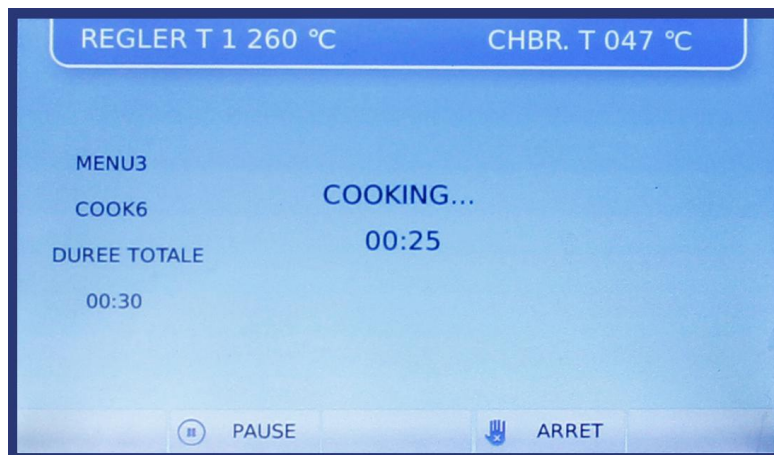 REGLER T 1 260 °C
CHBR. T 047 °C
MENU3
COOK6
DUREE TOTALE
00:30
COOKING...
00:25
PAUSE
ARRET